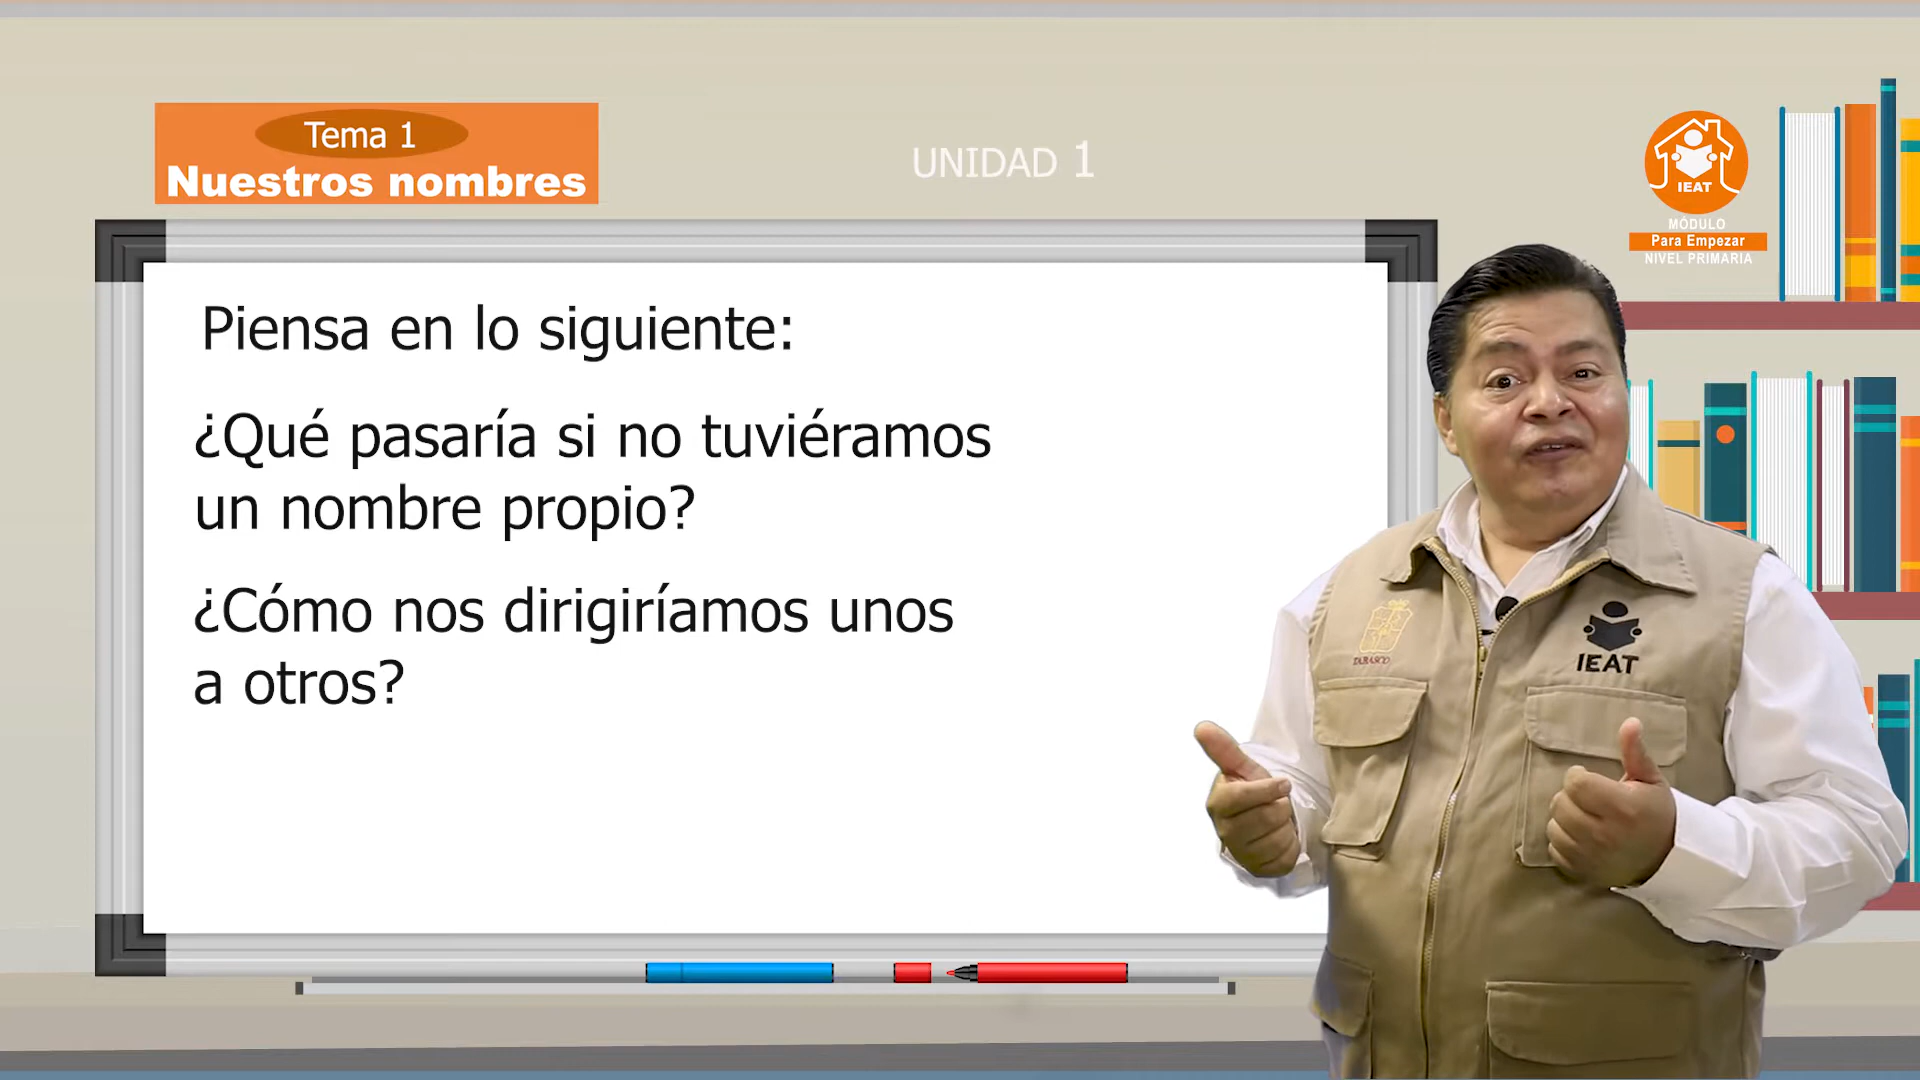 Tema 1
Nuestros nombres
UNIDAD 1
IEAT
MÓDULO
Para Empezar
NIVEL PRIMARIA
Piensa en lo siguiente:
¿Qué pasaría si no tuviéramos
un nombre propio?
¿Cómo nos dirigiríamos unos
a otros?
TABASCO
IEAT